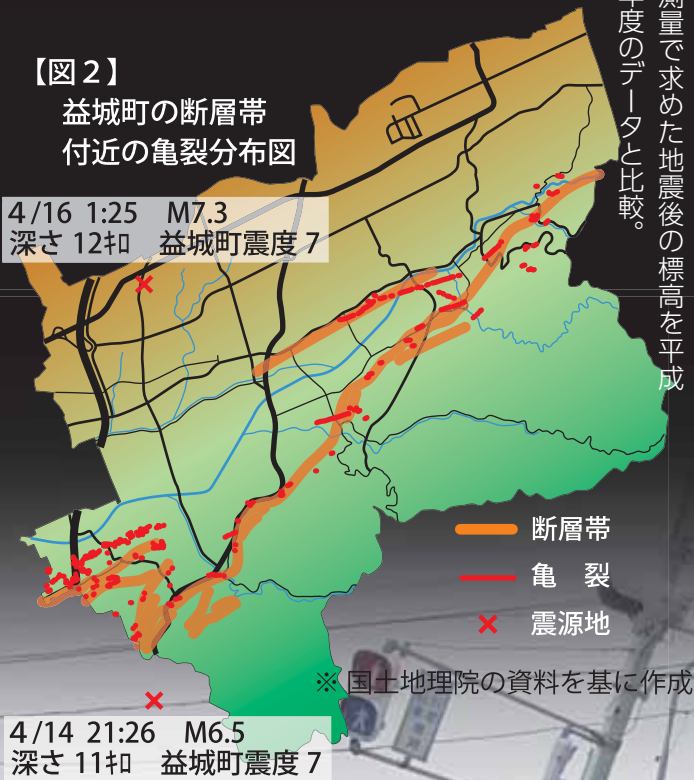 測量で求めた地震後の標高を平成
年度のデータと比較。
【図2】
益城町の断層帯
付近の亀裂分布図
4/16 1:25 M7.3
深さ 12㌔ 益城町震度 7
断層帯
亀 裂
震源地
※ 国土地理院の資料を基に作成
4/14 21:26 M6.5
深さ 11㌔ 益城町震度 7